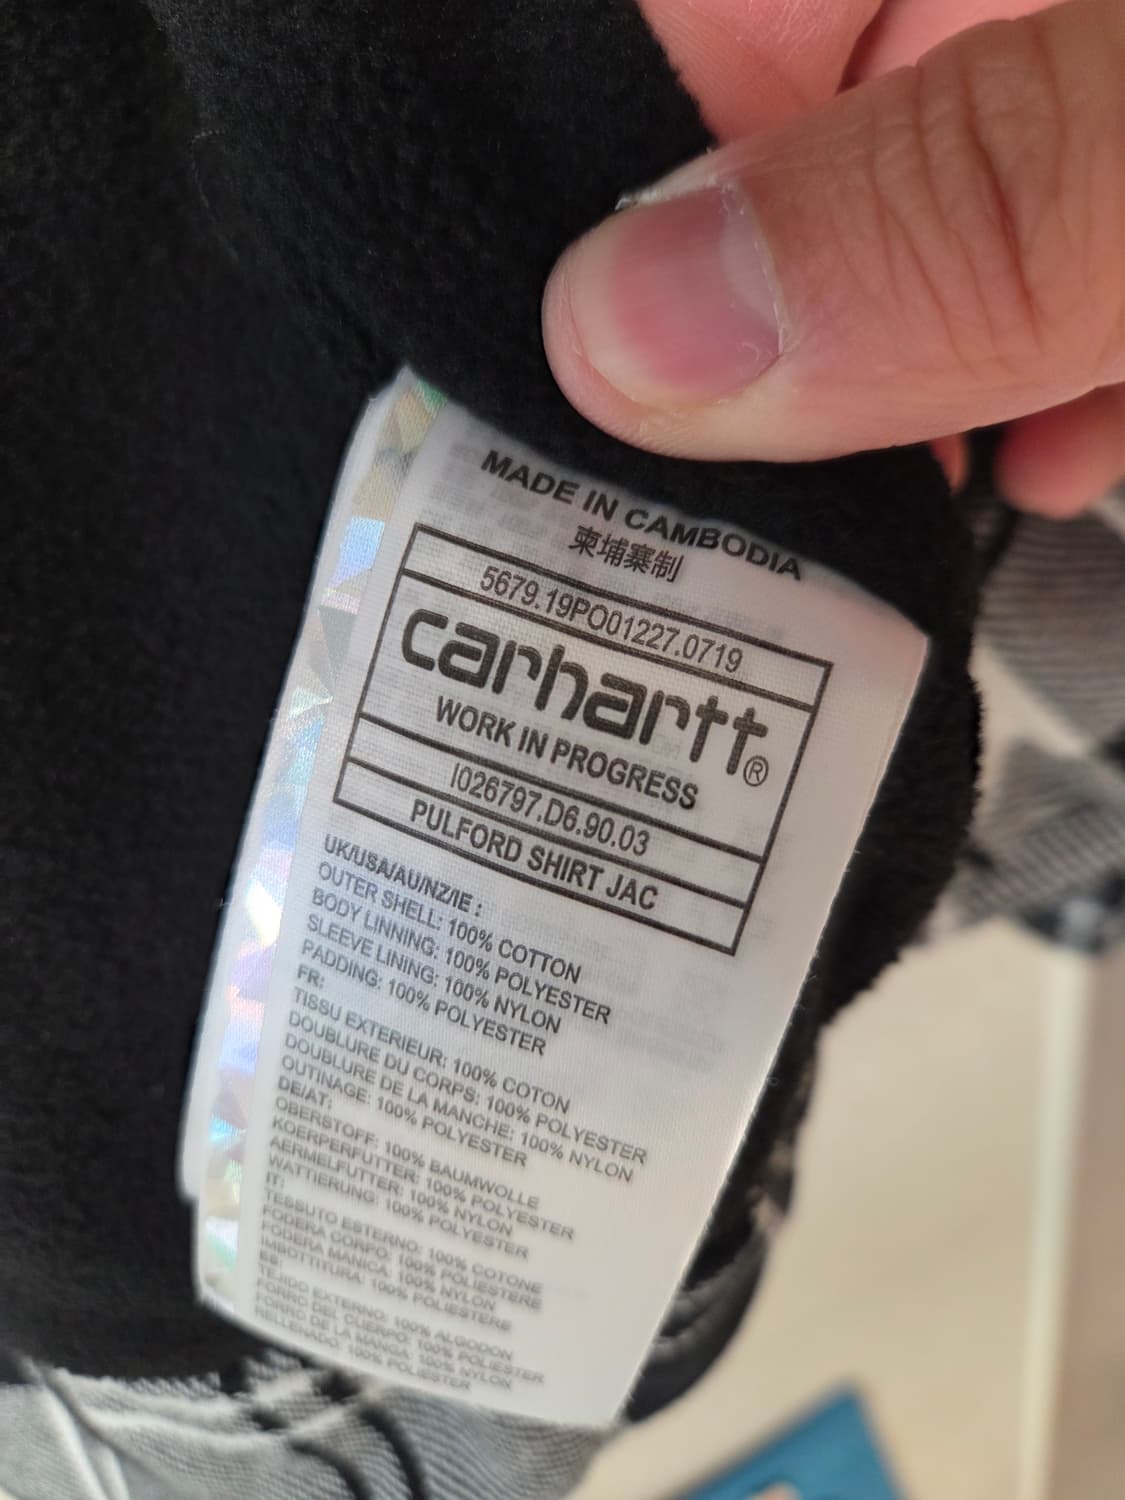 MADE IN CAMBODIA
柬埔寨制
5679.19PO01227.0719
carhartt®
WORK IN PROGRESS
I026797.D6.90.03
PULFORD SHIRT JAC
UK/USA/AU/NZ/IE :
OUTER SHELL: 100% COTTON
BODY LINNING: 100% POLYESTER
SLEEVE LINING: 100% NYLON
PADDING: 100% POLYESTER
FR:
TISSU EXTERIEUR: 100% COTON
DOUBLURE DU CORPS: 100% POLYESTER
DOUBLURE DE LA MANCHE: 100% NYLON
OUTINAGE: 100% POLYESTER
DE/AT:
OBERSTOFF: 100% BAUMWOLLE
KOERPERFUTTER: 100% POLYESTER
AERMELFUTTER: 100% NYLON
WATTIERUNG: 100% POLYESTER
IT:
TESSUTO ESTERNO: 100% COTONE
FODERA CORPO: 100% POLIESTERE
FODERA MANICA: 100% NYLON
IMBOTTITURA: 100% POLIESTERE
ES:
TEJIDO EXTERNO: 100% ALGODON
FORRO DEL CUERPO: 100% POLIESTER
FORRO DE LA MANGA: 100% NYLON
RELLENADO: 100% POLIESTER